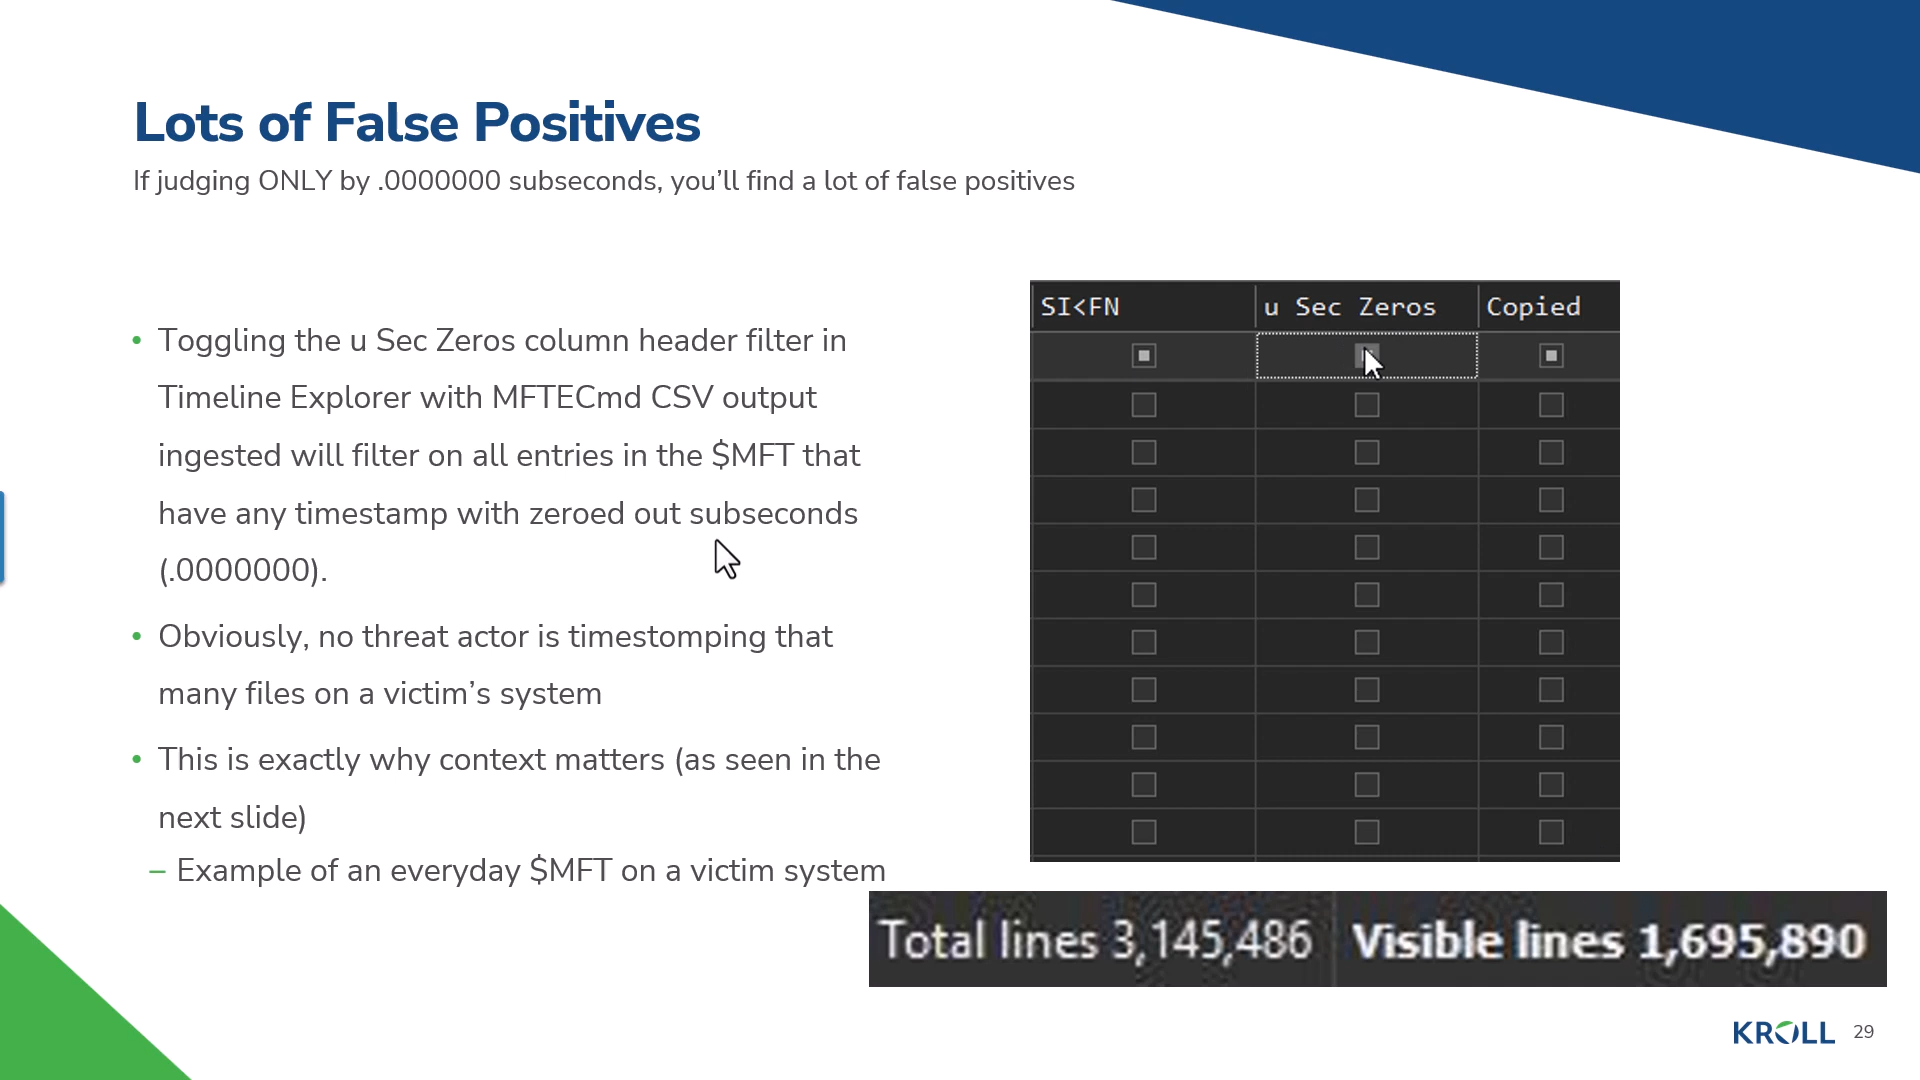 Lots of False Positives
If judging ONLY by .0000000 subseconds, you’ll find a lot of false positives
• Toggling the u Sec Zeros column header filter in
Timeline Explorer with MFTECmd CSV output
ingested will filter on all entries in the $MFT that
have any timestamp with zeroed out subseconds
(.0000000).
• Obviously, no threat actor is timestomping that
many files on a victim’s system
• This is exactly why context matters (as seen in the
next slide)
– Example of an everyday $MFT on a victim system
SI<FN u Sec Zeros Copied
Total lines 3,145,486 Visible lines 1,695,890
KROLL 29